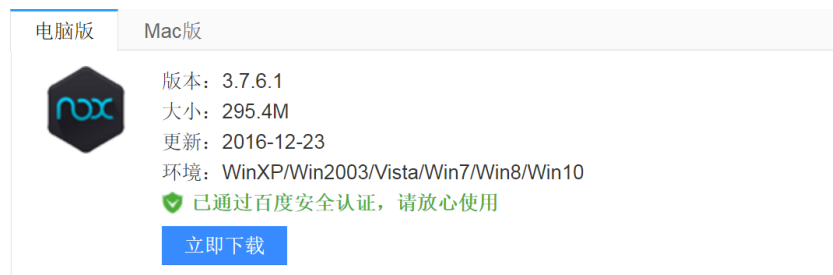 电脑版 Mac版
nox
版本：3.7.6.1
大小：295.4M
更新：2016-12-23
环境：WinXP/Win2003/Vista/Win7/Win8/Win10
已通过百度安全认证，请放心使用
立即下载